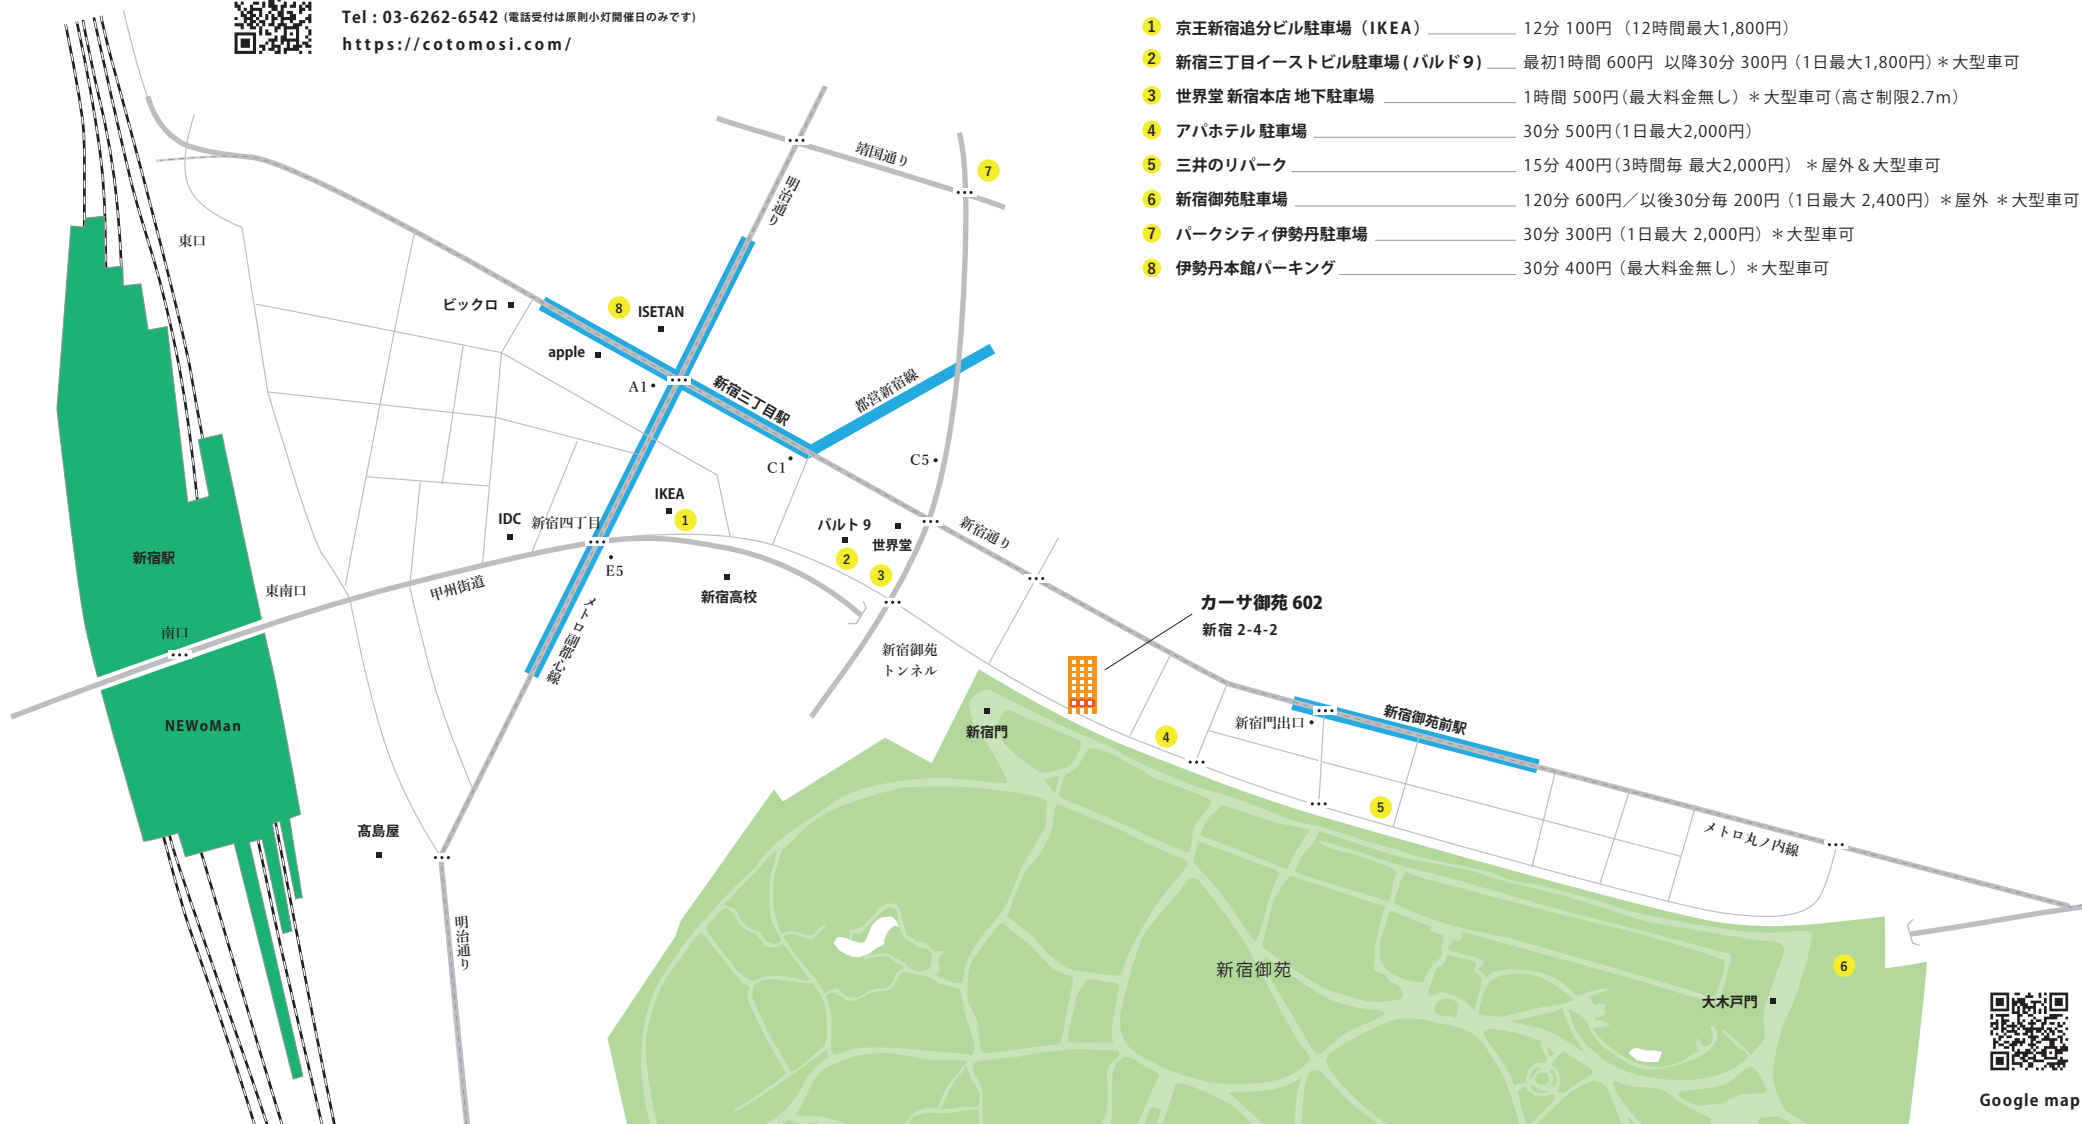 Tel : 03-6262-6542 (電話受付は原則小灯開催日のみです)
https://cotomosi.com/
1 京王新宿追分ビル駐車場（IKEA） 12分 100円 （12時間最大1,800円）
2 新宿三丁目イーストビル駐車場 ( バルド９) 最初1時間 600円 以降30分 300円（1日最大1,800円）＊大型車可
3 世界堂 新宿本店 地下駐車場 1時間 500円（最大料金無し）＊大型車可（高さ制限2.7m）
4 アパホテル 駐車場 30分 500円（1日最大2,000円）
5 三井のリパーク 15分 400円（3時間毎 最大2,000円） ＊屋外＆大型車可
6 新宿御苑駐車場 120分 600円／以後30分毎 200円（1日最大 2,400円）＊屋外 ＊大型車可
7 パークシティ伊勢丹駐車場 30分 300円（1日最大 2,000円）＊大型車可
8 伊勢丹本館パーキング 30分 400円（最大料金無し）＊大型車可
靖国通り
7
明治通り
東口
ビックロ
8
ISETAN
apple
A1
新宿三丁目駅
都営新宿線
C1
C5
IKEA
1
IDC
新宿四丁目
バルト 9
世界堂
新宿通り
2
3
新宿駅
E5
東南口
甲州街道
新宿高校
メトロ副都心線
カーサ御苑 602
新宿 2-4-2
南口
新宿御苑
トンネル
NEWoMan
新宿門
4
新宿門出口
新宿御苑前駅
5
髙島屋
メトロ丸ノ内線
明治通り
新宿御苑
6
大木戸門
Google map